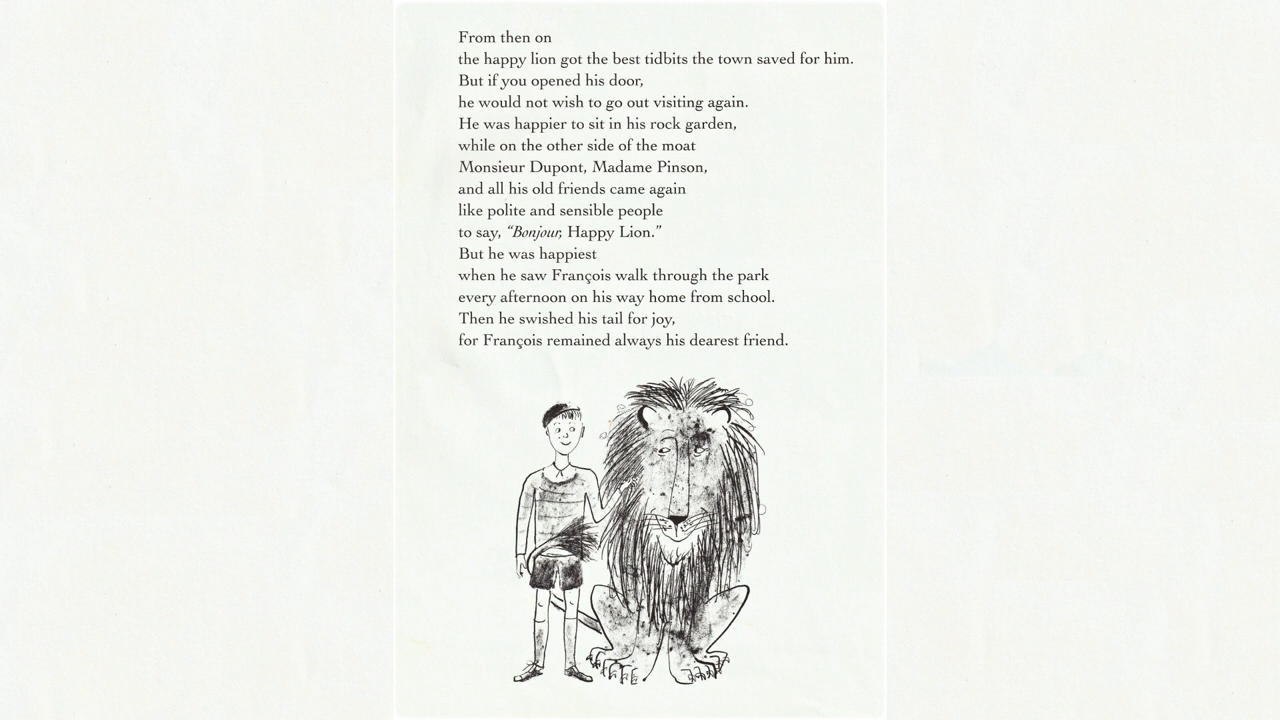 From then on
the happy lion got the best tidbits the town saved for him.
But if you opened his door,
he would not wish to go out visiting again.
He was happier to sit in his rock garden,
while on the other side of the moat
Monsieur Dupont, Madame Pinson,
and all his old friends came again
like polite and sensible people
to say, “Bonjour, Happy Lion.”
But he was happiest
when he saw François walk through the park
every afternoon on his way home from school.
Then he swished his tail for joy,
for François remained always his dearest friend.